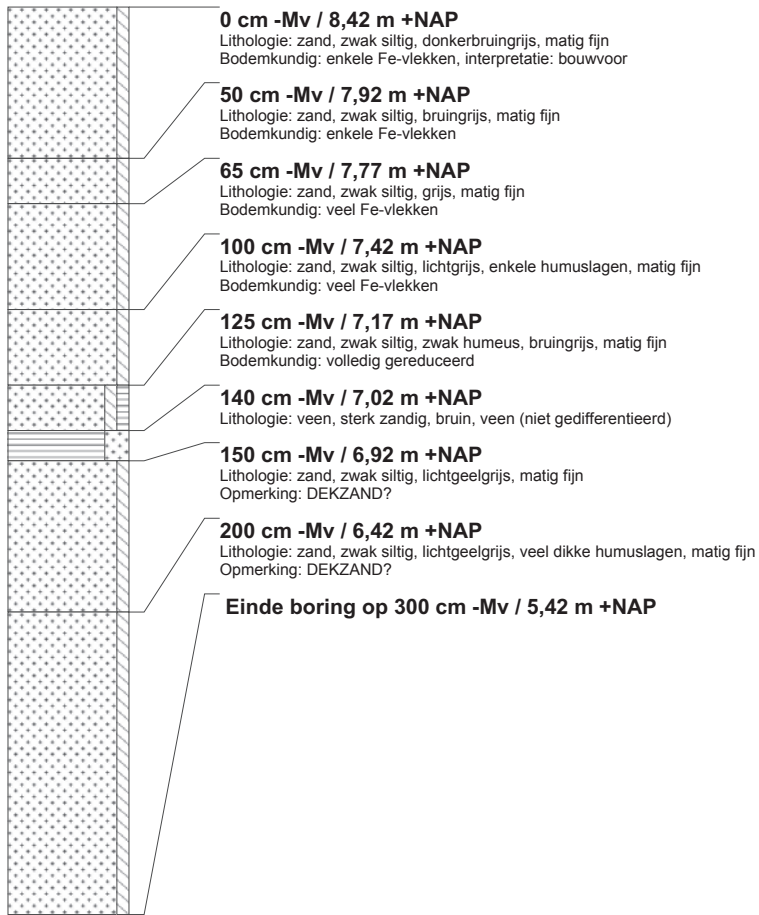 0 cm -Mv / 8,42 m +NAP
Lithologie: zand, zwak siltig, donkerbruingrijs, matig fijn
Bodemkundig: enkele Fe-vlekken, interpretatie: bouwvoor
50 cm -Mv / 7,92 m +NAP
Lithologie: zand, zwak siltig, bruingrijs, matig fijn
Bodemkundig: enkele Fe-vlekken
65 cm -Mv / 7,77 m +NAP
Lithologie: zand, zwak siltig, grijs, matig fijn
Bodemkundig: veel Fe-vlekken
100 cm -Mv / 7,42 m +NAP
Lithologie: zand, zwak siltig, lichtgrijs, enkele humuslagen, matig fijn
Bodemkundig: veel Fe-vlekken
125 cm -Mv / 7,17 m +NAP
Lithologie: zand, zwak siltig, zwak humeus, bruingrijs, matig fijn
Bodemkundig: volledig gereduceerd
140 cm -Mv / 7,02 m +NAP
Lithologie: veen, sterk zandig, bruin, veen (niet gedifferentieerd)
150 cm -Mv / 6,92 m +NAP
Lithologie: zand, zwak siltig, lichtgeelgrijs, matig fijn
Opmerking: DEKZAND?
200 cm -Mv / 6,42 m +NAP
Lithologie: zand, zwak siltig, lichtgeelgrijs, veel dikke humuslagen, matig fijn
Opmerking: DEKZAND?
Einde boring op 300 cm -Mv / 5,42 m +NAP